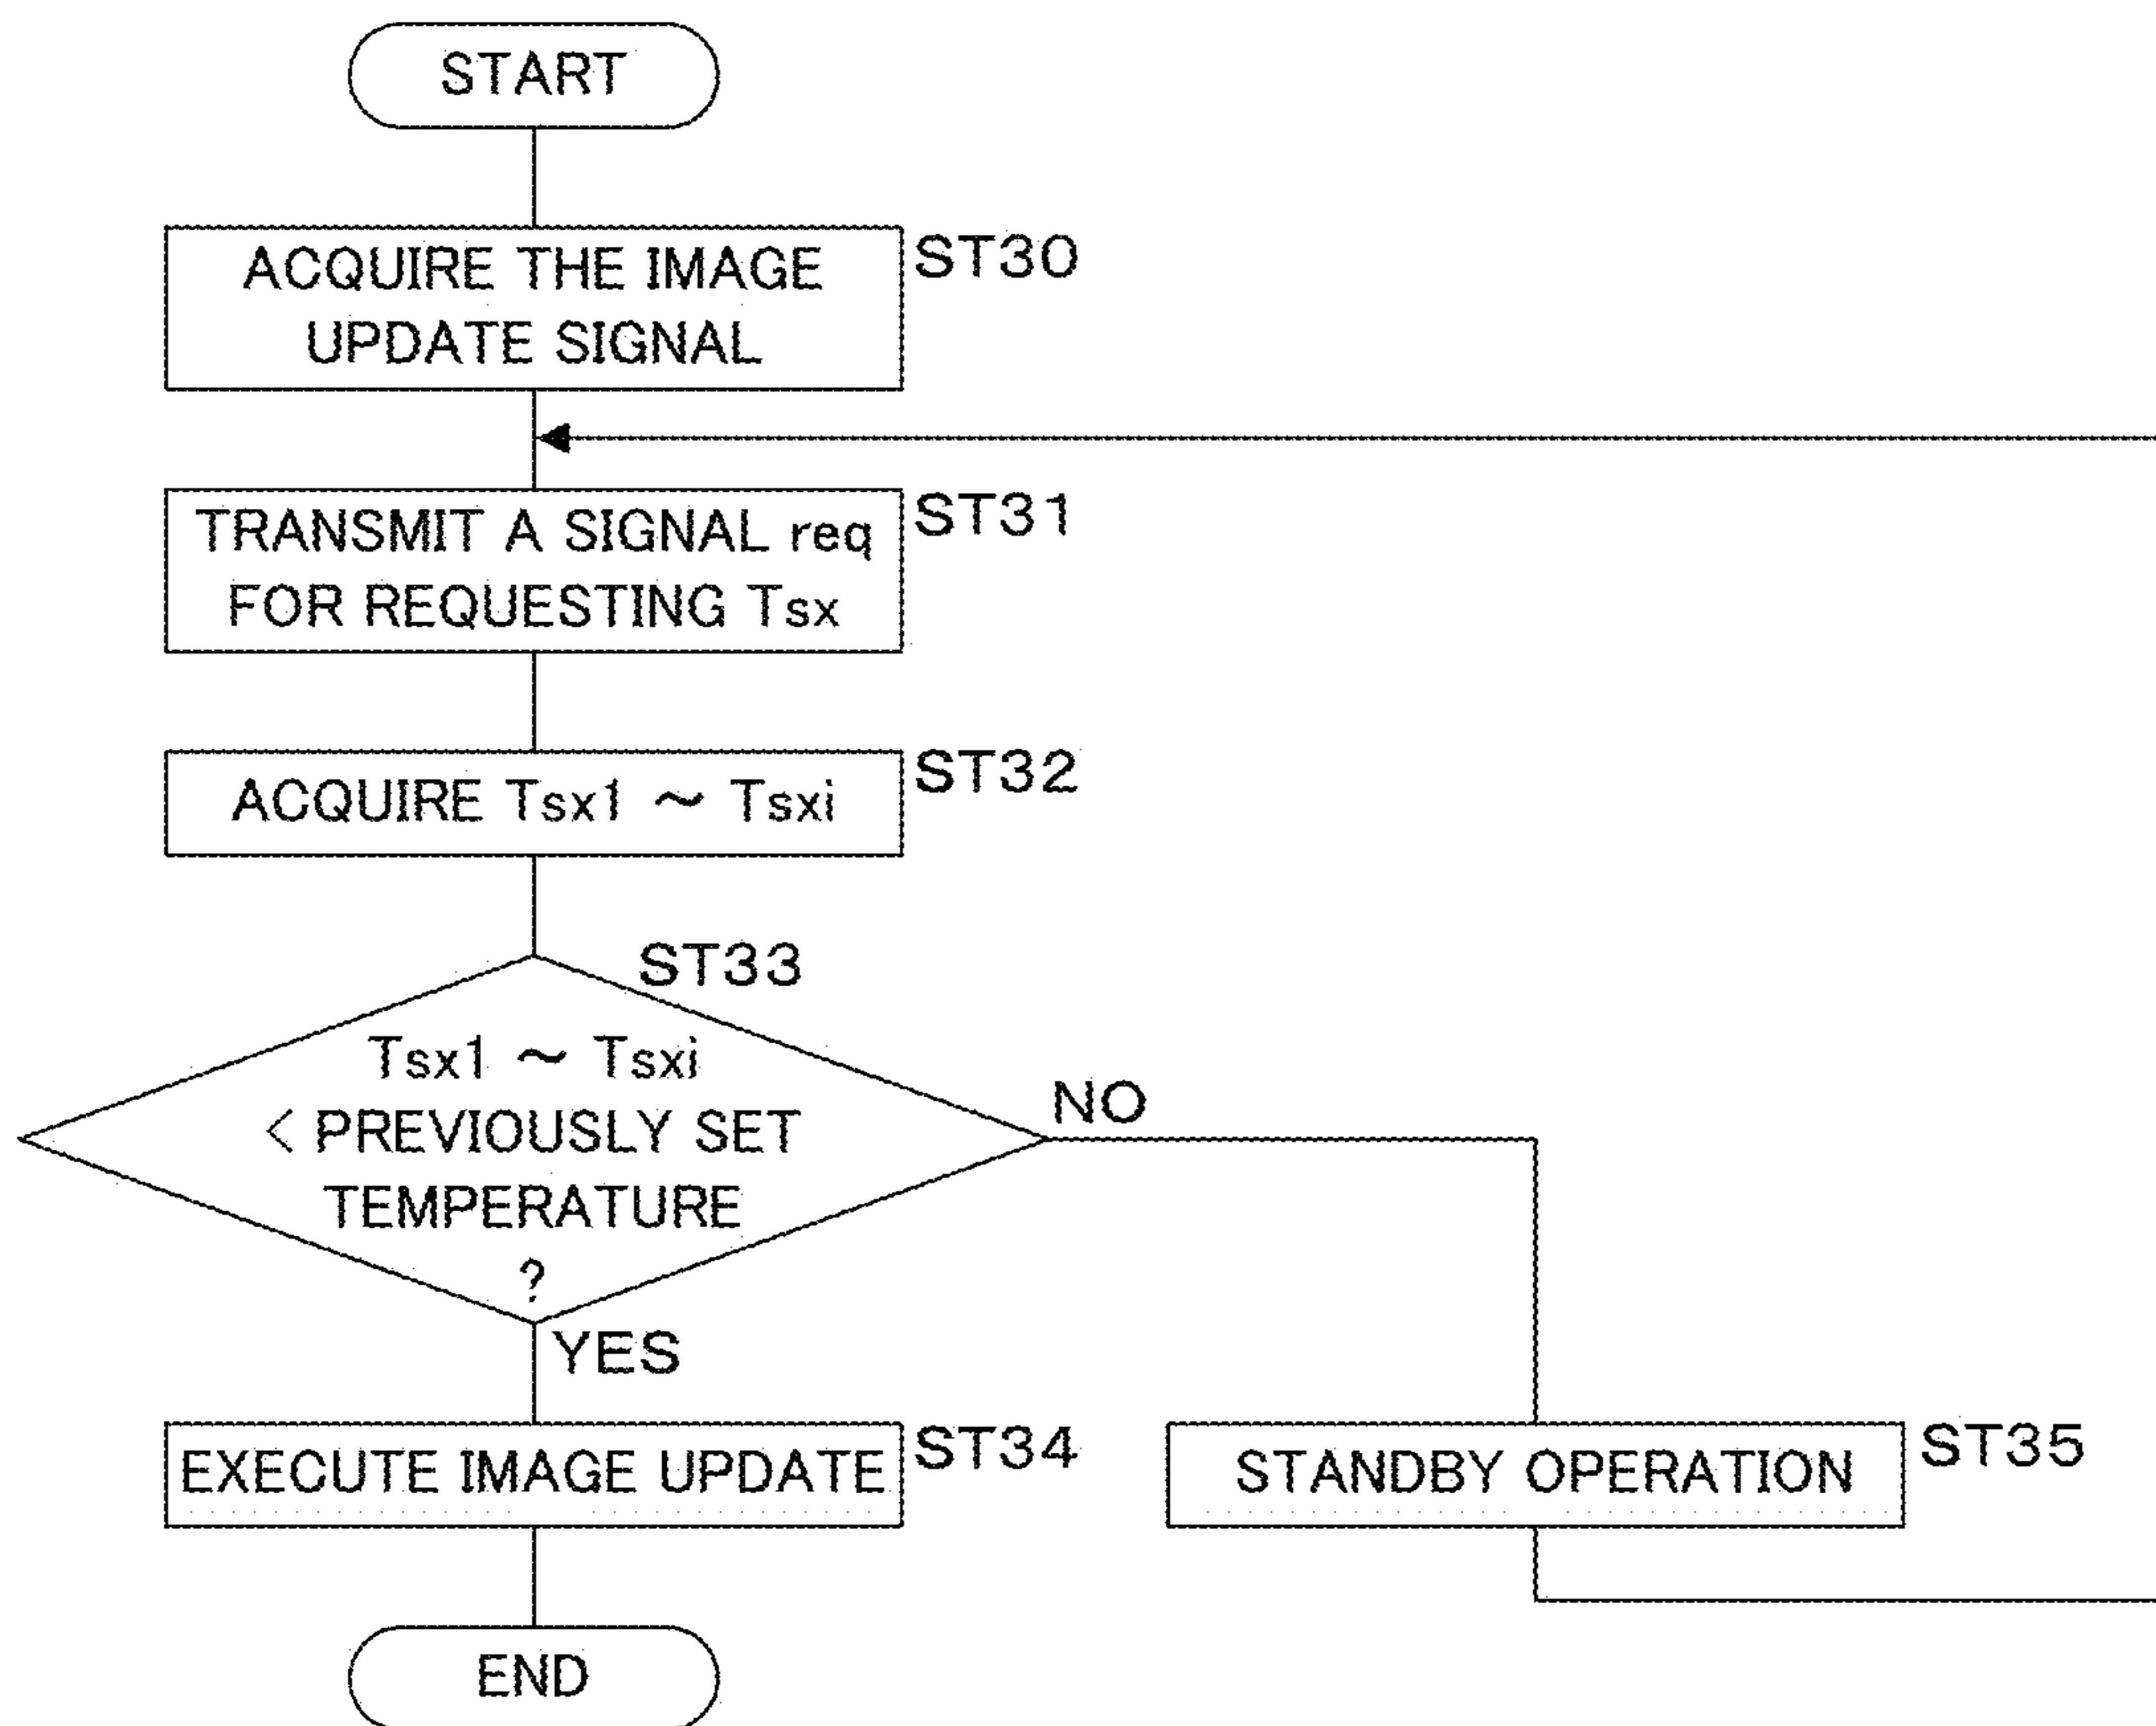 START
ACQUIRE THE IMAGE
UPDATE SIGNAL
ST30
TRANSMIT A SIGNAL req
FOR REQUESTING Tsx
ST31
ACQUIRE Tsx1 ~ Tsxi
ST32
ST33
Tsx1 ~ Tsxi
< PREVIOUSLY SET
TEMPERATURE
?
NO
YES
EXECUTE IMAGE UPDATE
ST34
STANDBY OPERATION
ST35
END